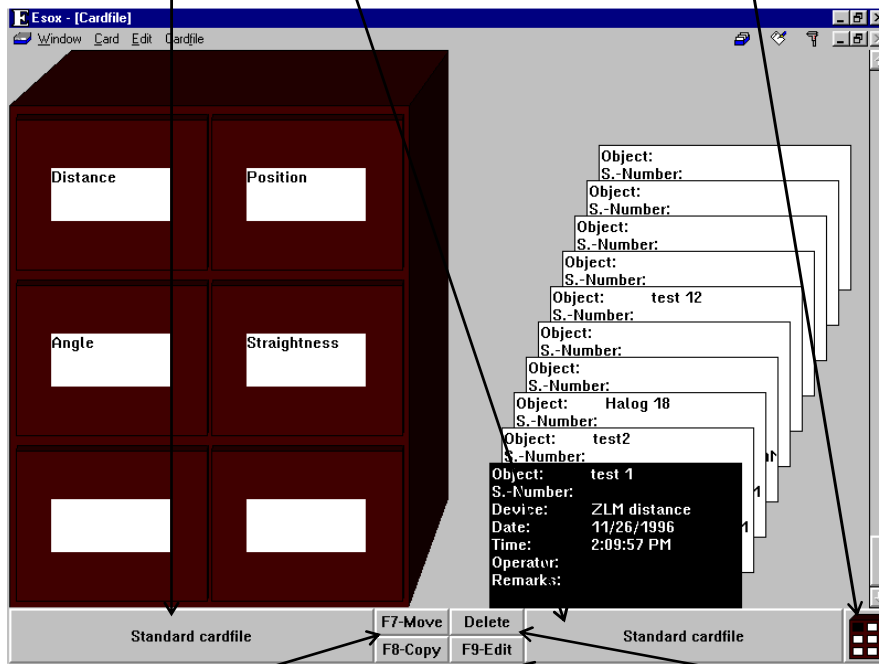 Esox - [Cardfile]
Window Card Edit Cardfile
Distance Position
Angle Straightness
Object:
S.-Number:
Object:
S.-Number:
Object:
S.-Number:
Object:
S.-Number:
Object: test 12
S.-Number:
Object:
S.-Number:
Object:
S.-Number:
Object: Halog 18
S.-Number:
Object: test2
S.-Number:
Object: test 1
S.-Number:
Device: ZLM distance
Date: 11/26/1996
Time: 2:09:57 PM
Operator:
Remarks:
Standard cardfile
F7-Move Delete
F8-Copy F9-Edit
Standard cardfile